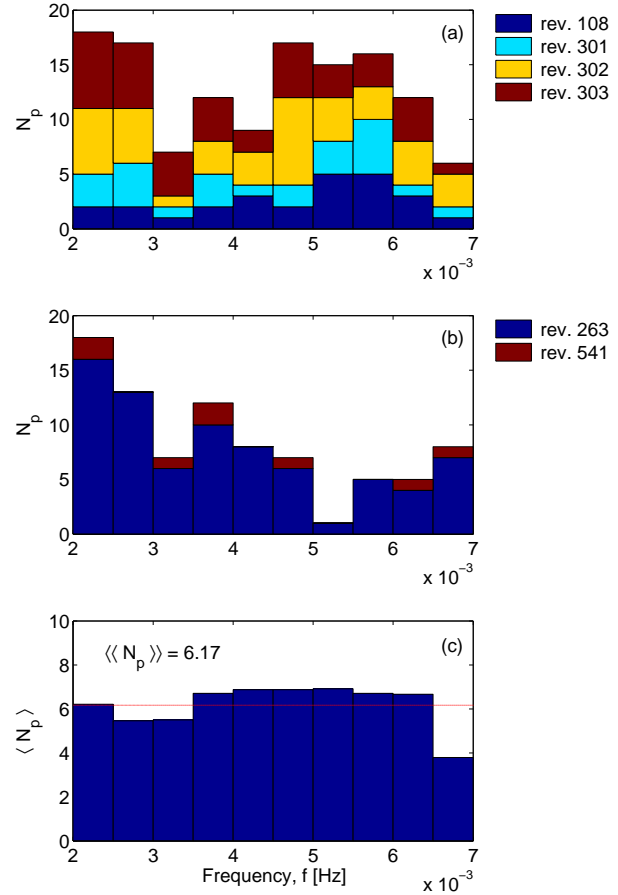 20
15
10
5
0
N_p
(a)
rev. 108
rev. 301
rev. 302
rev. 303
2 3 4 5 6 7
x 10^-3
20
15
10
5
0
N_p
(b)
rev. 263
rev. 541
2 3 4 5 6 7
x 10^-3
10
8
6
4
2
0
⟨ N_p ⟩
⟨⟨ N_p ⟩⟩ = 6.17
(c)
2 3 4 5 6 7
Frequency, f [Hz]
x 10^-3